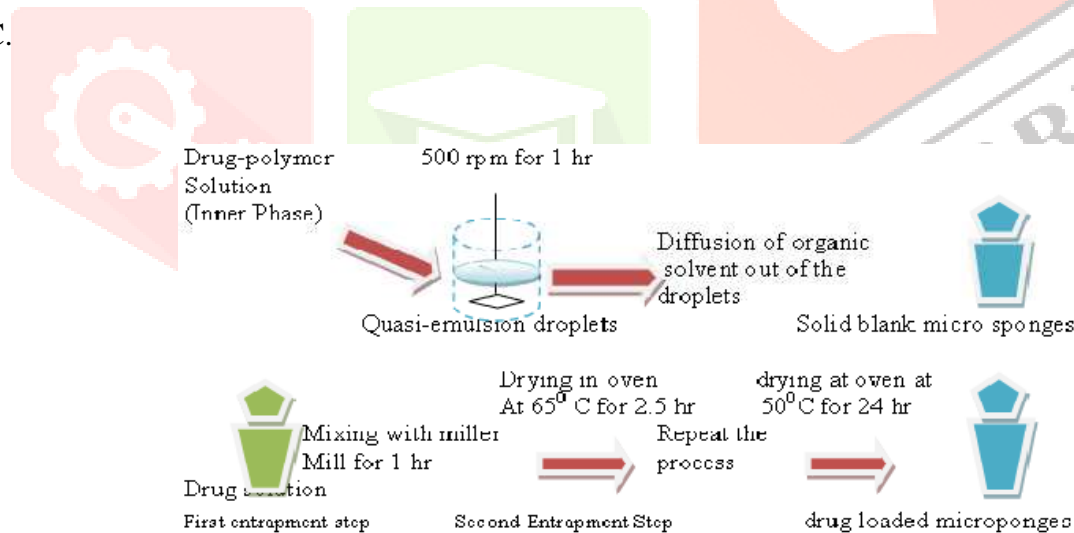 C.
Drug-polymer
Solution
(Inner Phase)
500 rpm for 1 hr
Diffusion of organic
solvent out of the
droplets
Quasi-emulsion droplets
Solid blank micro sponges
Drying in oven
At 65⁰ C for 2.5 hr
drying at oven at
50⁰C for 24 hr
Mixing with miller
Mill for 1 hr
Repeat the
process
Drug solution
First entrapment step
Second Entrapment Step
drug loaded microponges